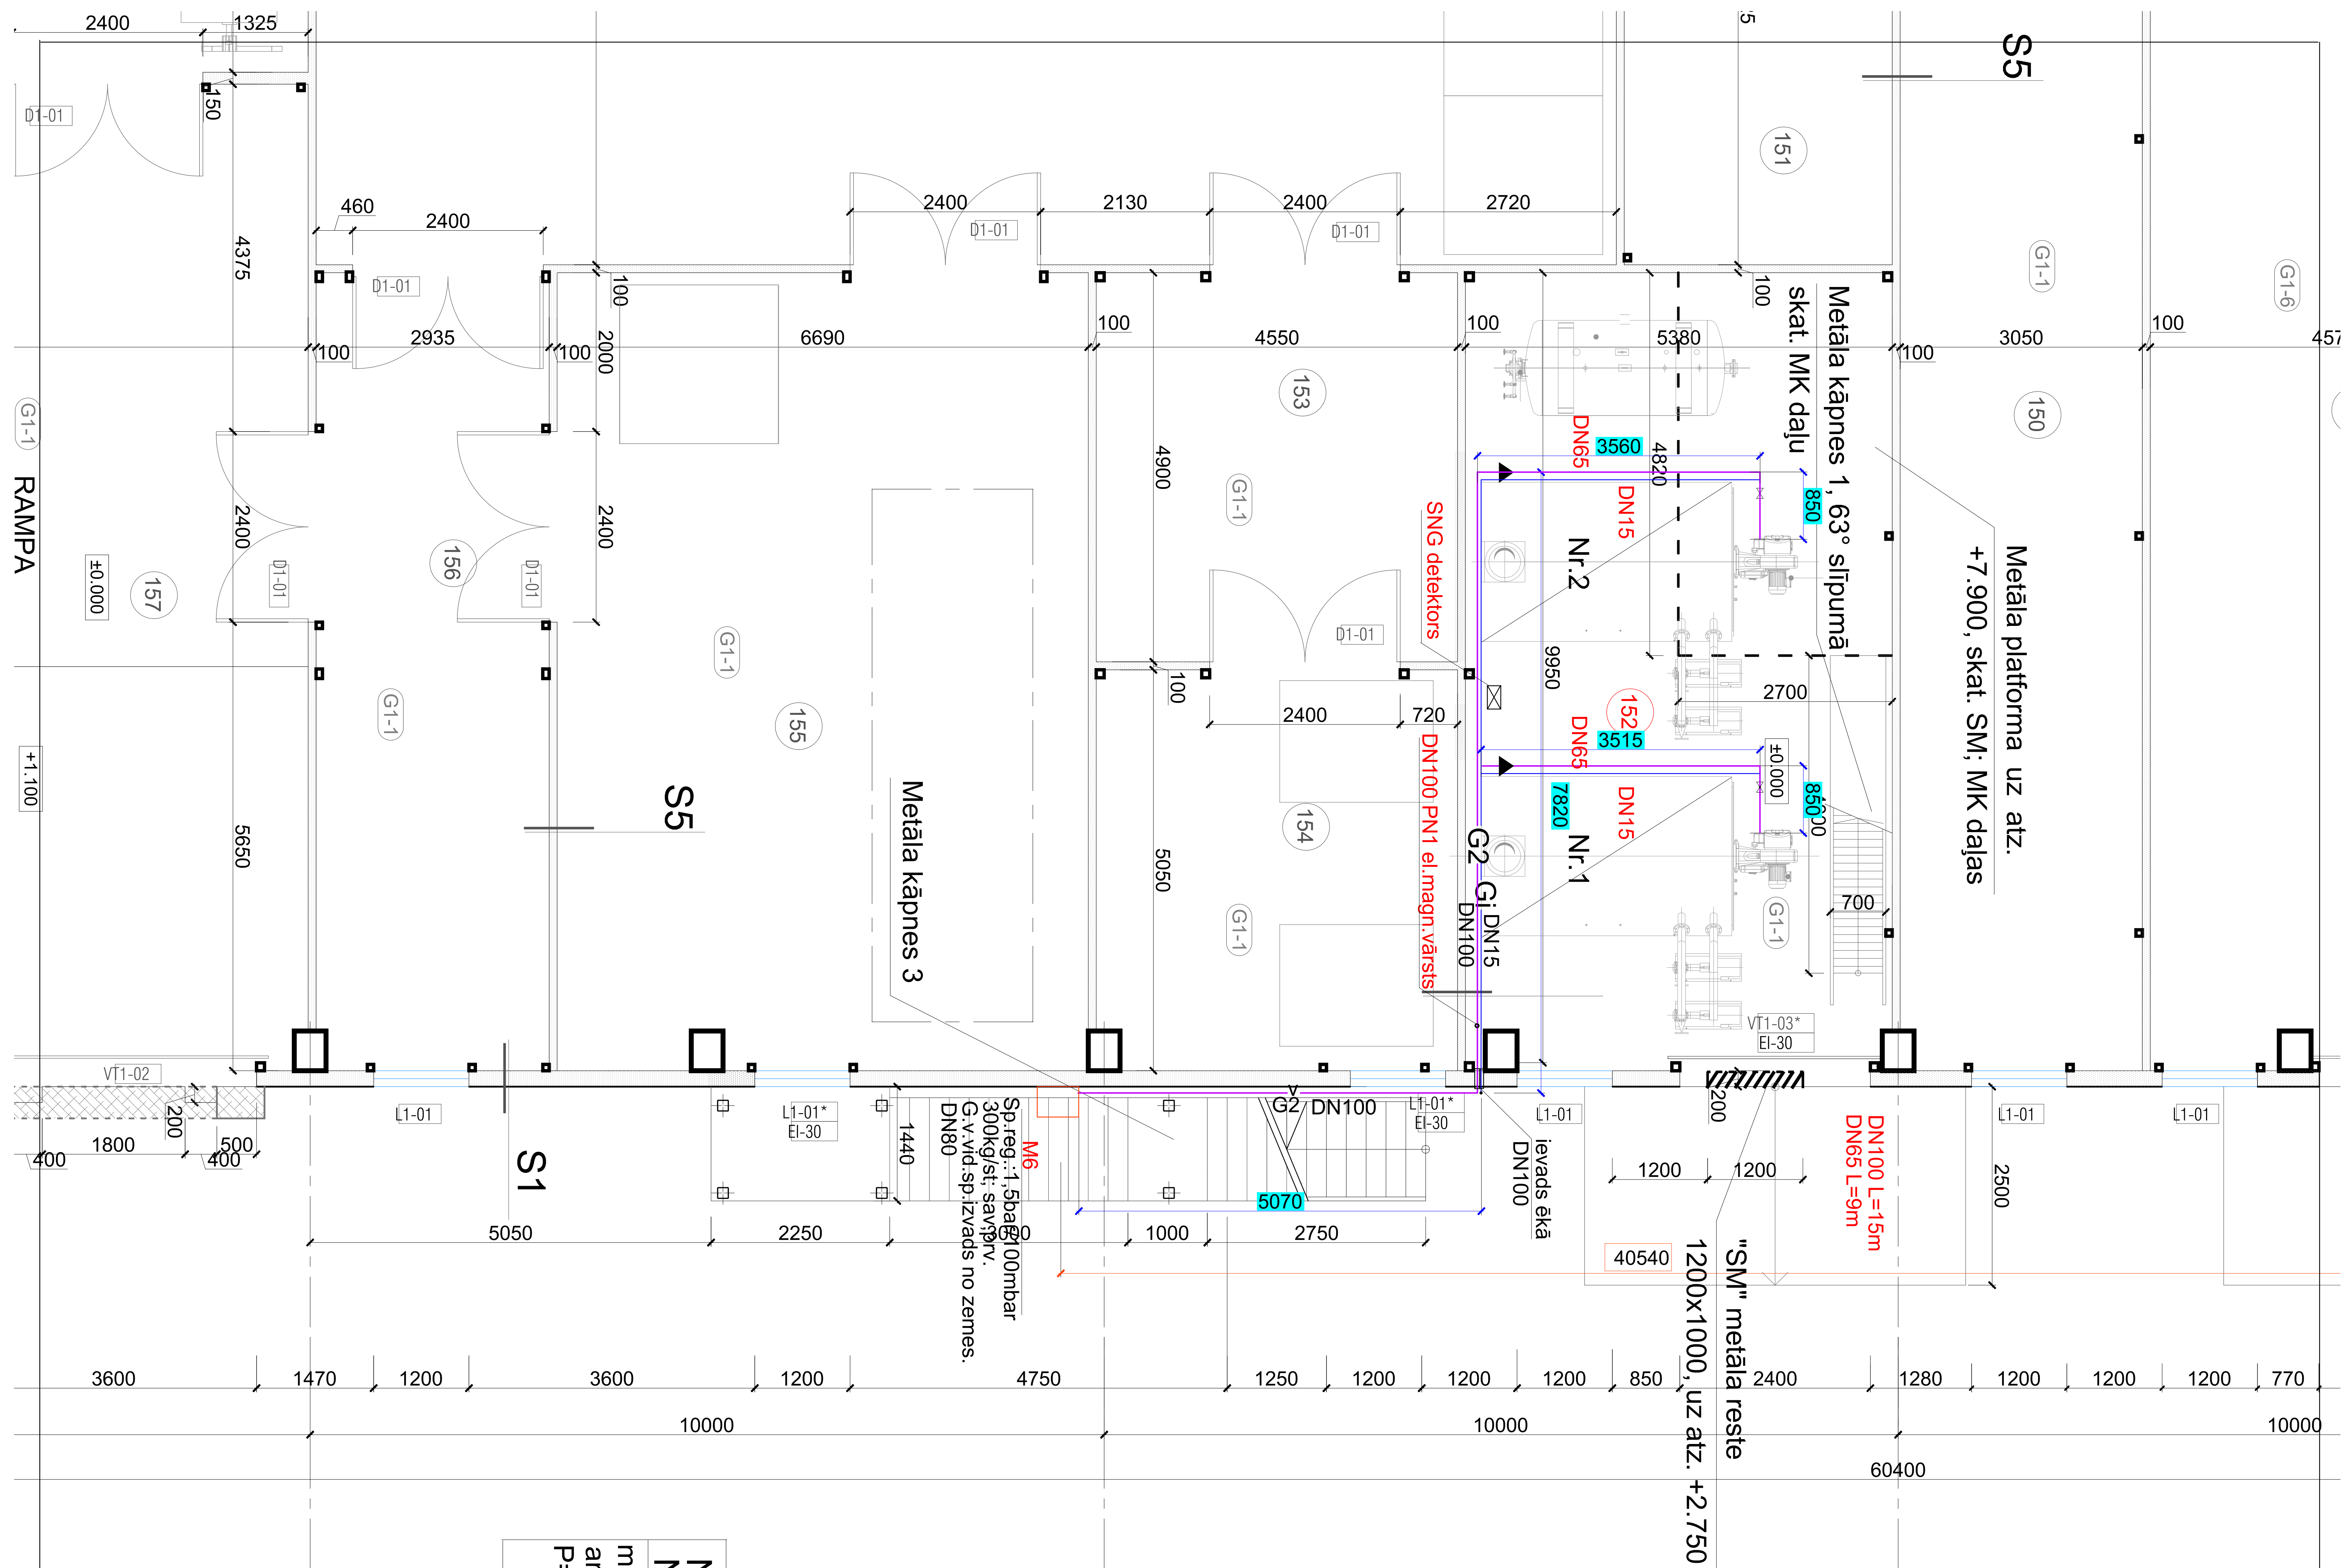 2400
1325
S5
D1-01
150
151
460
2400
2400
2130
2400
2720
D1-01
D1-01
D1-01
4375
100
100
G1-1
G1-6
Metāla kāpnes 1, 63° slīpumā
skat. MK daļu
100
2935
100
2000
6690
100
4550
100
5380
100
3050
100
153
150
G1-1
RAMPA
DN65
3560
4820
850
4900
G1-1
SNG detektors
DN15
Nr.2
2400
2400
156
D1-01
D1-01
157
±0.000
Metāla platforma uz atz.
+7.900, skat. SM; MK daļas
G1-1
G1-1
155
D1-01
100
9950
2400
720
152
2700
DN65
3515
±0.000
+1.100
S5
Metāla kāpnes 3
154
5650
5050
G1-1
DN100 PN1 el.magn.vārsts
7820
DN15
850
Nr.1
G2
Gi
DN15
DN100
700
G1-1
VT1-03*
EI-30
VT1-02
200
L1-01
L1-01*
EI-30
1440
G2
DN100
L1-01*
EI-30
L1-01
200
L1-01
L1-01
1800
500
400
400
S1
M6
Sp.reg.:1,5bar/100mbar
300kg/st; sav.prv.
G.v.vid.sp.izvads no zemes.
DN80
5070
ievads ēkā
DN100
1200
1200
DN100 L=15m
DN65 L=9m
2500
5050
2250
3000
1000
2750
40540
"SM" metāla reste
1200x1000, uz atz. +2.750
3600
1470
1200
3600
1200
4750
1250
1200
1200
1200
850
2400
1280
1200
1200
1200
770
10000
10000
10000
60400